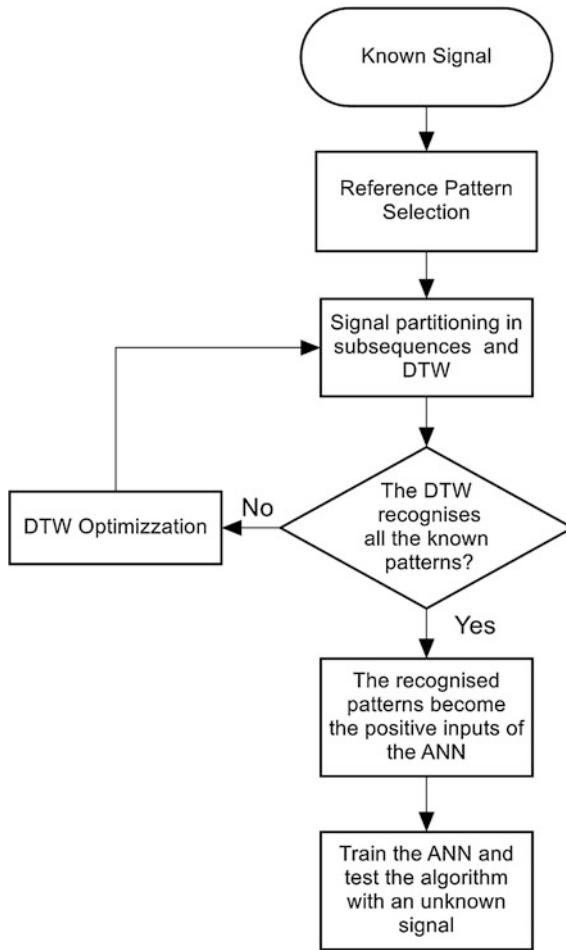 Known Signal
Reference Pattern
Selection
Signal partitioning in
subsequences and
DTW
The DTW
recognises
all the known
patterns?
No
DTW Optimizzation
Yes
The recognised
patterns become
the positive inputs of
the ANN
Train the ANN and
test the algorithm
with an unknown
signal